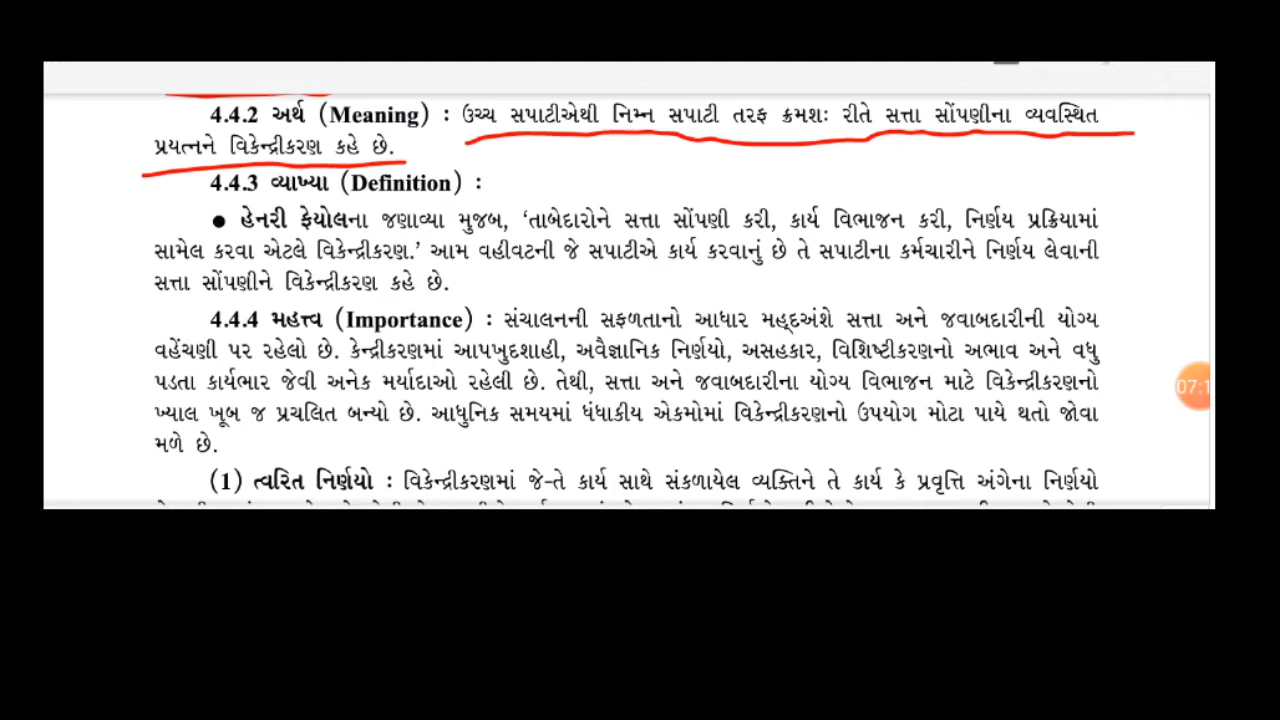 4.4.2 અર્થ (Meaning) : ઉચ્ચ સપાટીએથી નિમ્ન સપાટી તરફ ક્રમશઃ રીતે સત્તા સોંપણીના વ્યવસ્થિત
પ્રયત્નને વિકેન્દ્રીકરણ કહે છે.
4.4.3 વ્યાખ્યા (Definition) :
● હેનરી ફેયોલના જણાવ્યા મુજબ, ‘તાબેદારોને સત્તા સોંપણી કરી, કાર્ય વિભાજન કરી, નિર્ણય પ્રક્રિયામાં
સામેલ કરવા એટલે વિકેન્દ્રીકરણ.’ આમ વહીવટની જે સપાટીએ કાર્ય કરવાનું છે તે સપાટીના કર્મચારીને નિર્ણય લેવાની
સત્તા સોંપણીને વિકેન્દ્રીકરણ કહે છે.
4.4.4 મહત્ત્વ (Importance) : સંચાલનની સફળતાનો આધાર મહ્દઅંશે સત્તા અને જવાબદારીની યોગ્ય
વહેંચણી પર રહેલો છે. કેન્દ્રીકરણમાં આપખુદશાહી, અવૈજ્ઞાનિક નિર્ણયો, અસહકાર, વિશિષ્ટીકરણનો અભાવ અને વધુ
પડતા કાર્યભાર જેવી અનેક મર્યાદાઓ રહેલી છે. તેથી, સત્તા અને જવાબદારીના યોગ્ય વિભાજન માટે વિકેન્દ્રીકરણનો
ખ્યાલ ખૂબ જ પ્રચલિત બન્યો છે. આધુનિક સમયમાં ધંધાકીય એકમોમાં વિકેન્દ્રીકરણનો ઉપયોગ મોટા પાયે થતો જોવા
મળે છે.
07:1
(1) ત્વરિત નિર્ણયો : વિકેન્દ્રીકરણમાં જે-તે કાર્ય સાથે સંકળાયેલ વ્યક્તિને તે કાર્ય કે પ્રવૃત્તિ અંગેના નિર્ણયો